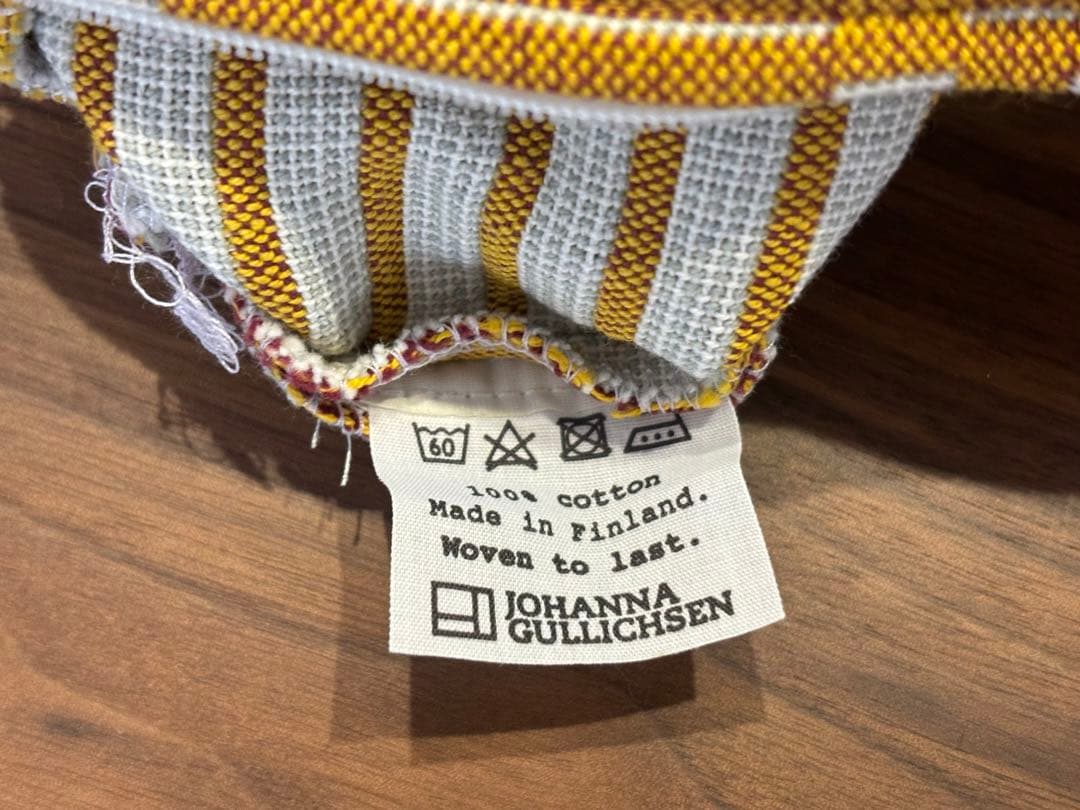 60
100% cotton
Made in Finland.
Woven to last.
JOHANNA
GULLICHSEN